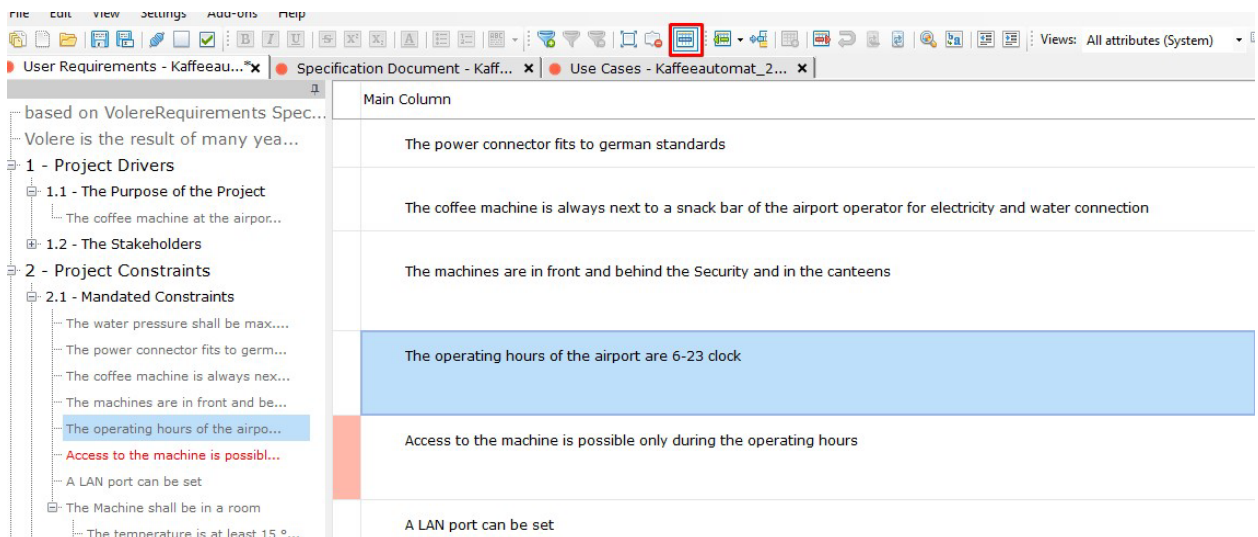 File Edit View Settings Add-ons Help
B I U S X² X₂ A ABC Views: All attributes (System)
User Requirements - Kaffeeau...*x Specification Document - Kaff... x Use Cases - Kaffeeautomat_2... x
Main Column
based on VolereRequirements Spec...
Volere is the result of many yea...
1 - Project Drivers
1.1 - The Purpose of the Project
The coffee machine at the airpor...
1.2 - The Stakeholders
2 - Project Constraints
2.1 - Mandated Constraints
The water pressure shall be max....
The power connector fits to germ...
The coffee machine is always nex...
The machines are in front and be...
The operating hours of the airpo...
Access to the machine is possibl...
A LAN port can be set
The Machine shall be in a room
The temperature is at least 15 °...
The power connector fits to german standards
The coffee machine is always next to a snack bar of the airport operator for electricity and water connection
The machines are in front and behind the Security and in the canteens
The operating hours of the airport are 6-23 clock
Access to the machine is possible only during the operating hours
A LAN port can be set